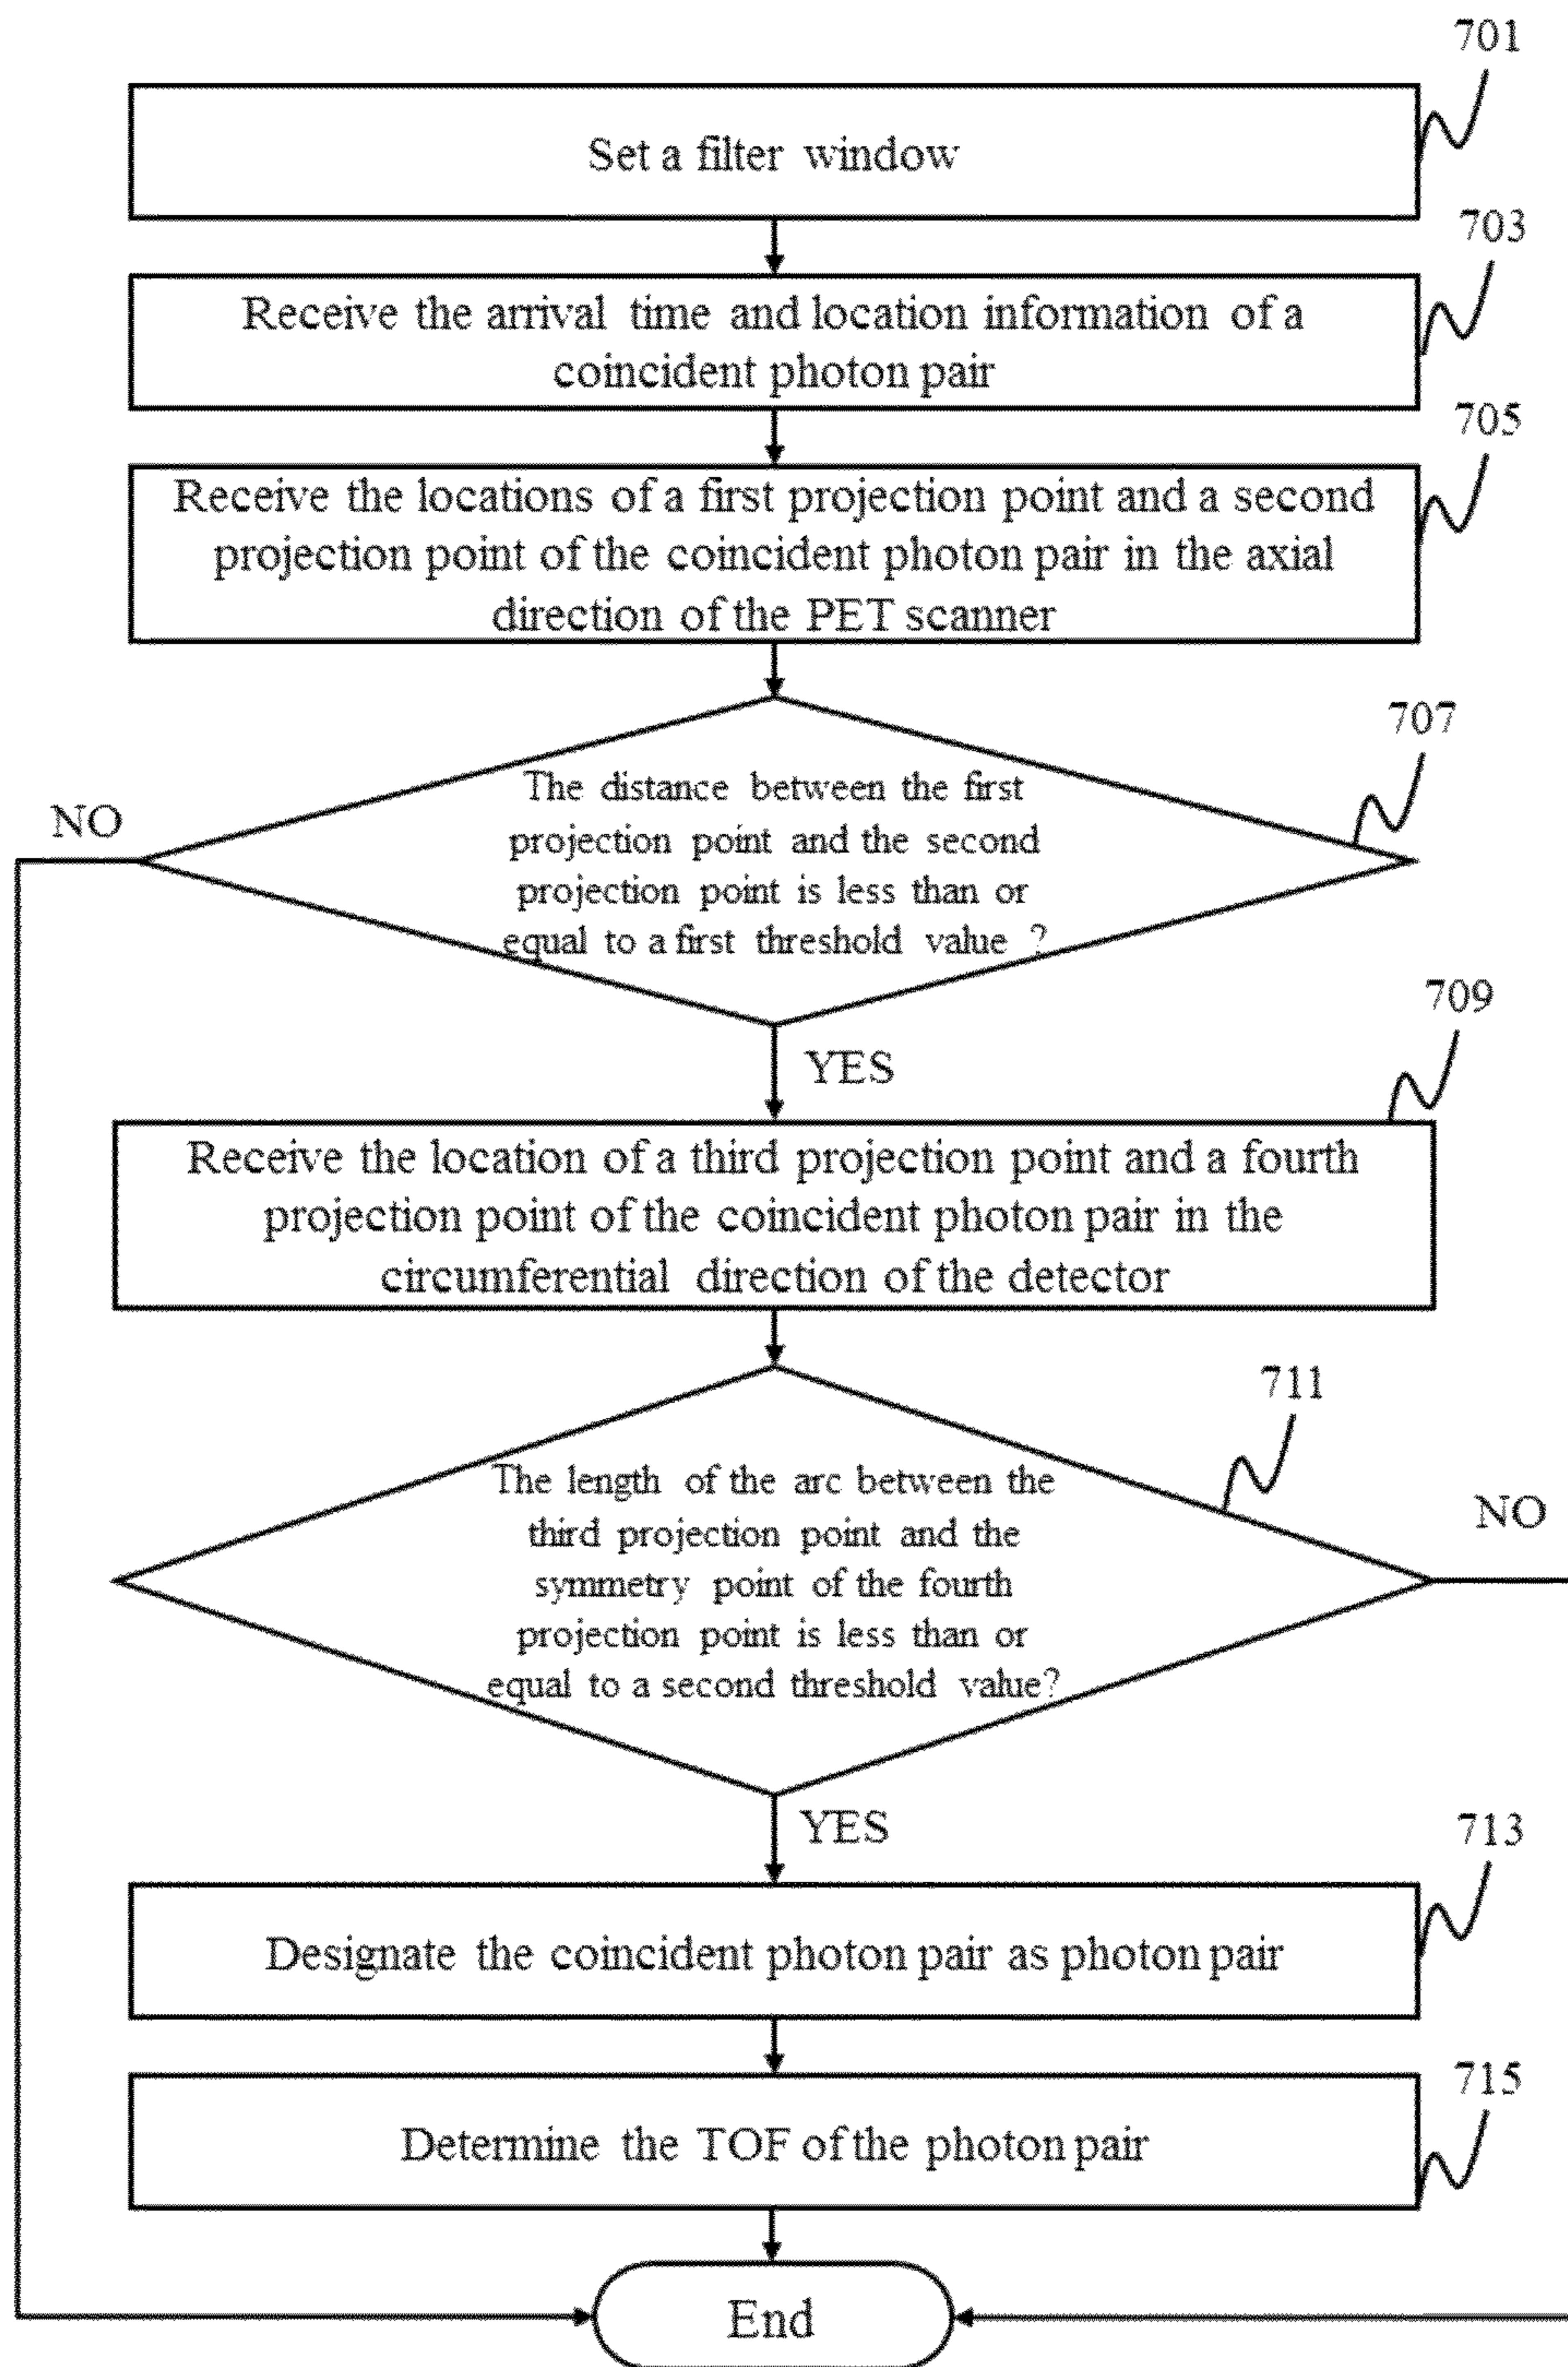 701
Set a filter window
703
Receive the arrival time and location information of a
coincident photon pair
705
Receive the locations of a first projection point and a second
projection point of the coincident photon pair in the axial
direction of the PET scanner
707
The distance between the first
projection point and the second
projection point is less than or
equal to a first threshold value ?
NO
YES
709
Receive the location of a third projection point and a fourth
projection point of the coincident photon pair in the
circumferential direction of the detector
711
The length of the arc between the
third projection point and the
symmetry point of the fourth
projection point is less than or
equal to a second threshold value?
NO
YES
713
Designate the coincident photon pair as photon pair
715
Determine the TOF of the photon pair
End